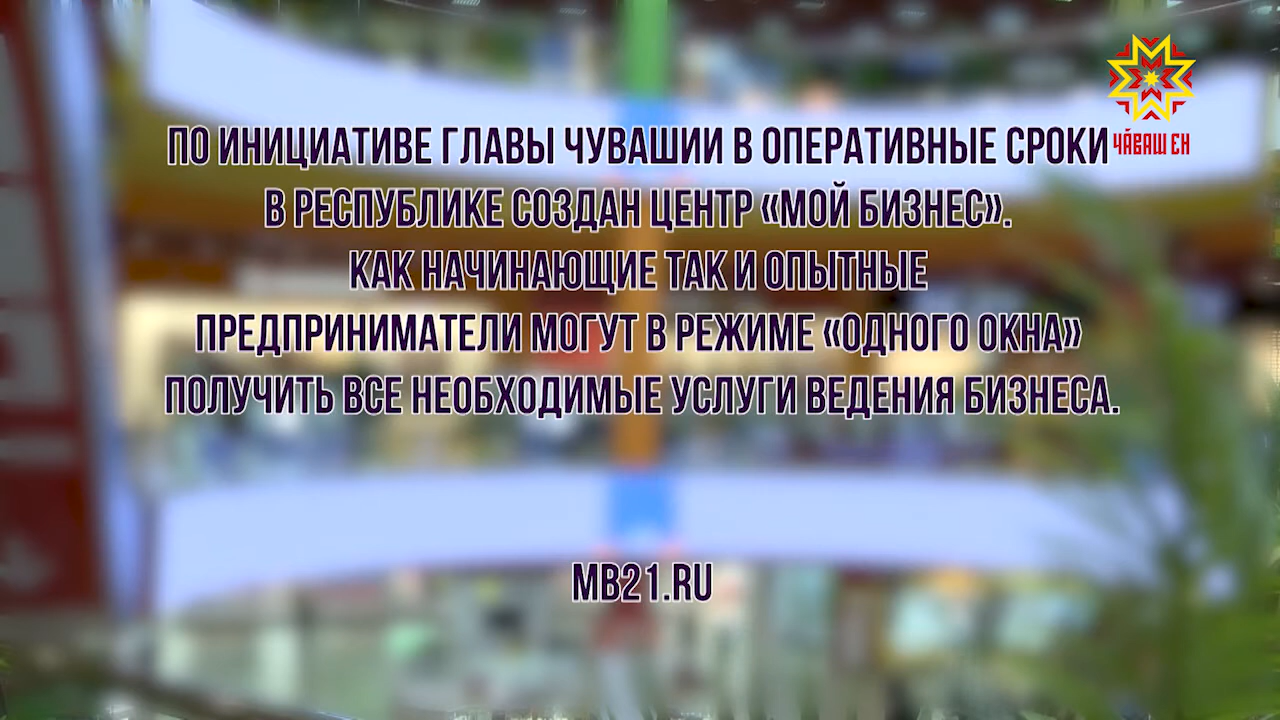 ПО ИНИЦИАТИВЕ ГЛАВЫ ЧУВАШИИ В ОПЕРАТИВНЫЕ СРОКИ
ЧӐВАШ ЕН
В РЕСПУБЛИКЕ СОЗДАН ЦЕНТР «МОЙ БИЗНЕС».
КАК НАЧИНАЮЩИЕ ТАК И ОПЫТНЫЕ
ПРЕДПРИНИМАТЕЛИ МОГУТ В РЕЖИМЕ «ОДНОГО ОКНА»
ПОЛУЧИТЬ ВСЕ НЕОБХОДИМЫЕ УСЛУГИ ВЕДЕНИЯ БИЗНЕСА.
MB21.RU